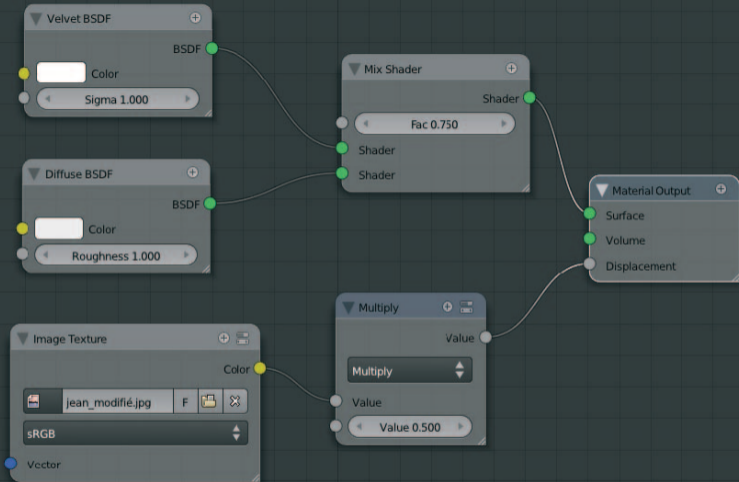 Velvet BSDF
BSDF
Color
Sigma 1.000
Mix Shader
Shader
Fac 0.750
Shader
Shader
Diffuse BSDF
BSDF
Color
Roughness 1.000
Material Output
Surface
Volume
Displacement
Image Texture
Color
jean_modifié.jpg F
sRGB
Vector
Multiply
Value
Multiply
Value
Value 0.500